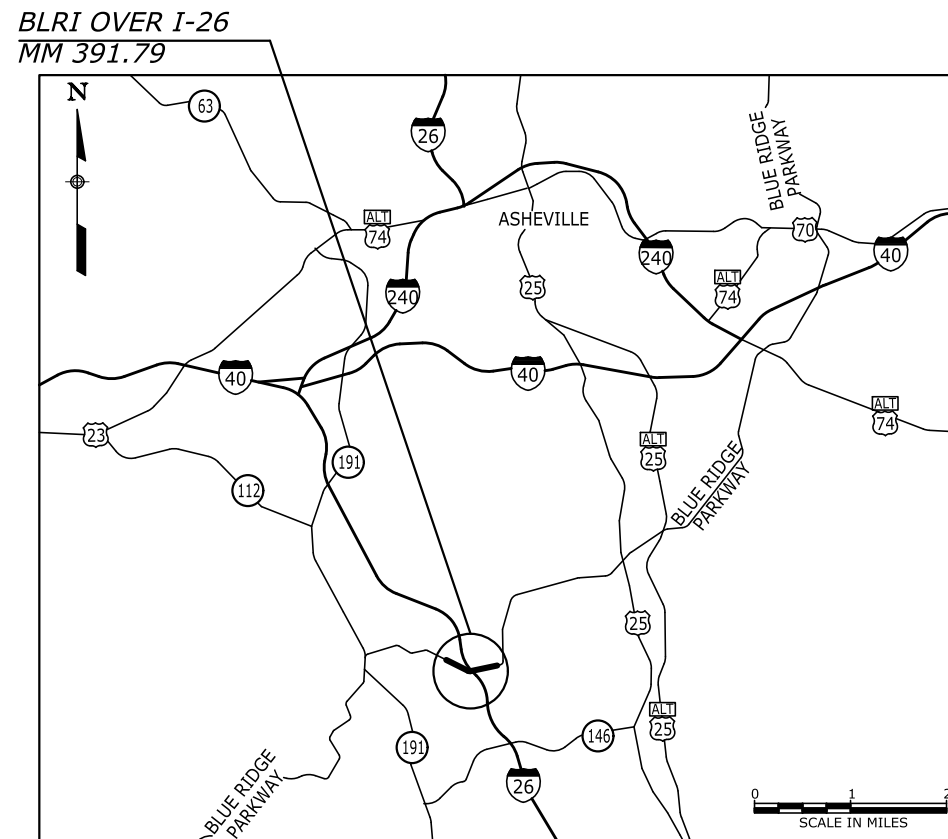 BLRI OVER I-26
MM 391.79
N
63
26
BLUE RIDGE
PARKWAY
ALT
74
ASHEVILLE
70
240
40
25
ALT
74
240
40
40
ALT
74
23
191
ALT
25
112
BLUE RIDGE
PARKWAY
25
ALT
25
146
191
26
BLUE RIDGE
PARKWAY
0 1 2
SCALE IN MILES